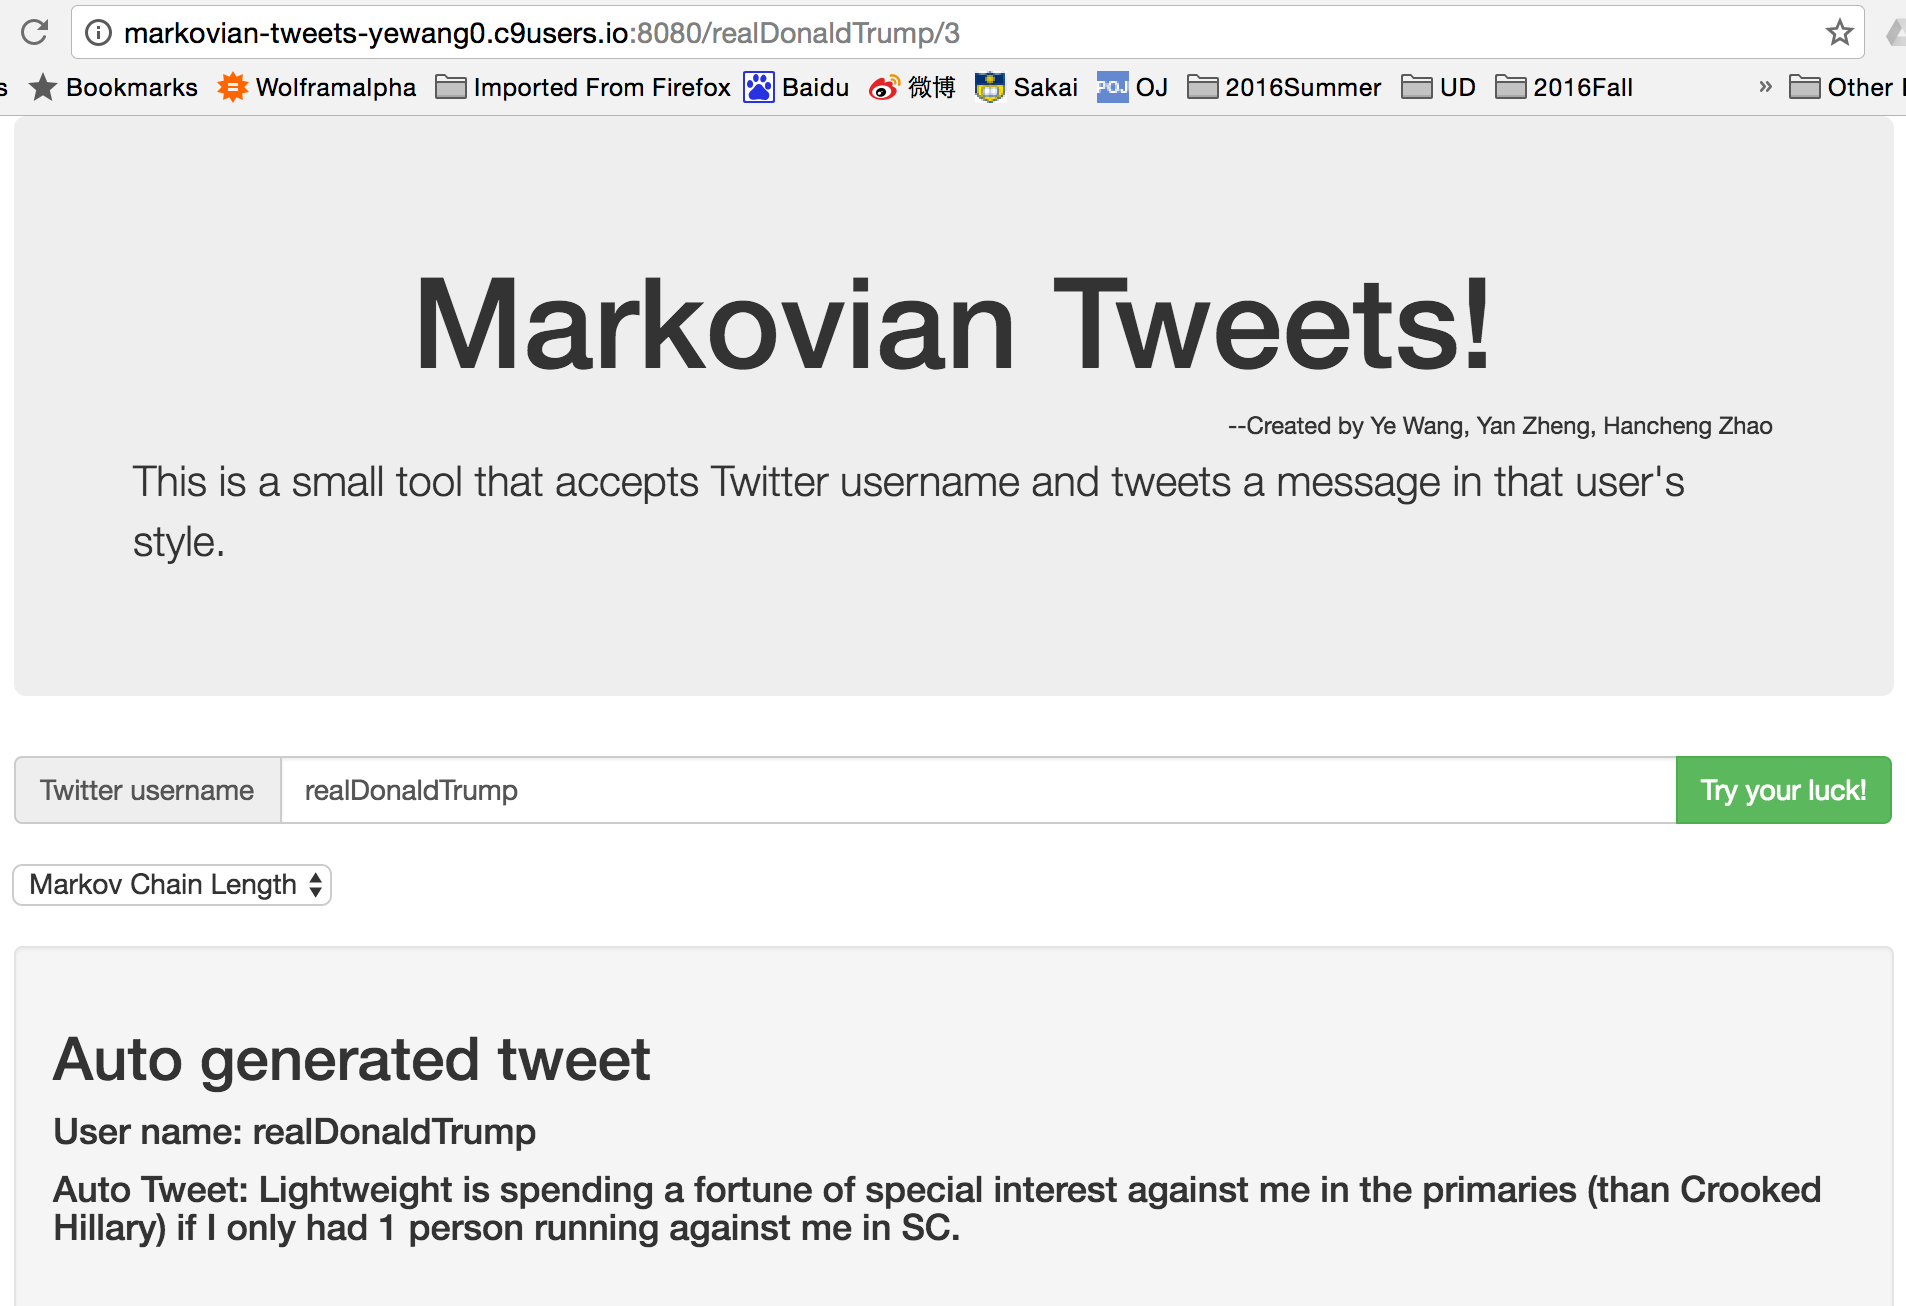 markovian-tweets-yewang0.c9users.io:8080/realDonaldTrump/3
s Bookmarks Wolframalpha Imported From Firefox Baidu 微博 Sakai POJ OJ 2016Summer UD 2016Fall » Other
Markovian Tweets!
--Created by Ye Wang, Yan Zheng, Hancheng Zhao
This is a small tool that accepts Twitter username and tweets a message in that user's
style.
Twitter username realDonaldTrump Try your luck!
Markov Chain Length
Auto generated tweet
User name: realDonaldTrump
Auto Tweet: Lightweight is spending a fortune of special interest against me in the primaries (than Crooked
Hillary) if I only had 1 person running against me in SC.